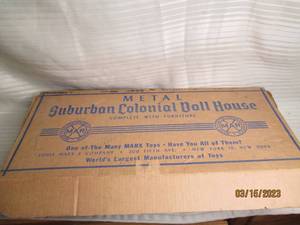 METAL
Suburban Colonial Doll House
COMPLETE WITH FURNITURE
MAR
MAR
One of The Many MARX Toys - Have You All of Them?
LOUIS MARX & COMPANY • 200 FIFTH AVE. • NEW YORK 10, NEW YORK
World's Largest Manufacturers of Toys
03/15/2023